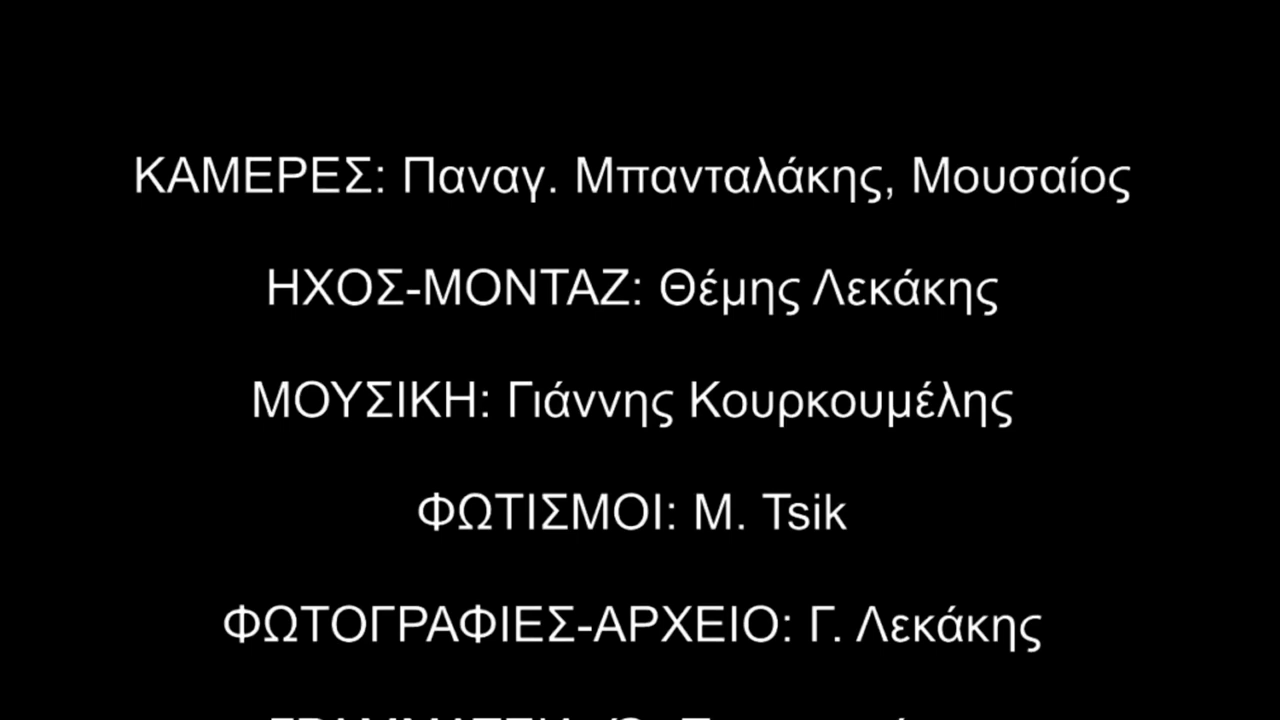 ΚΑΜΕΡΕΣ: Παναγ. Μπανταλάκης, Μουσαίος
ΗΧΟΣ-ΜΟΝΤΑΖ: Θέμης Λεκάκης
ΜΟΥΣΙΚΗ: Γιάννης Κουρκουμέλης
ΦΩΤΙΣΜΟΙ: Μ. Tsik
ΦΩΤΟΓΡΑΦΙΕΣ-ΑΡΧΕΙΟ: Γ. Λεκάκης